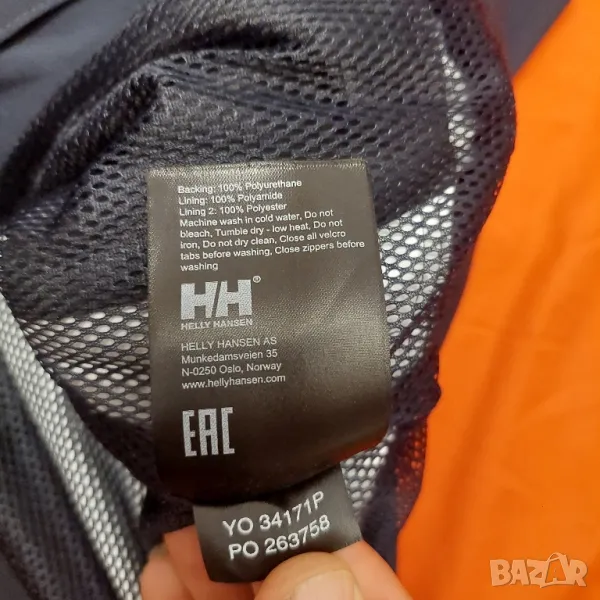 Backing: 100% Polyurethane
Lining: 100% Polyamide
Lining 2: 100% Polyester
Machine wash in cold water, Do not
bleach, Tumble dry - low heat, Do not
iron, Do not dry clean, Close all velcro
tabs before washing, Close zippers before
washing
HH®
HELLY HANSEN
HELLY HANSEN AS
Munkedamsveien 35
N-0250 Oslo, Norway
www.hellyhansen.com
EAC
YO 34171P
PO 263758
BAZAR